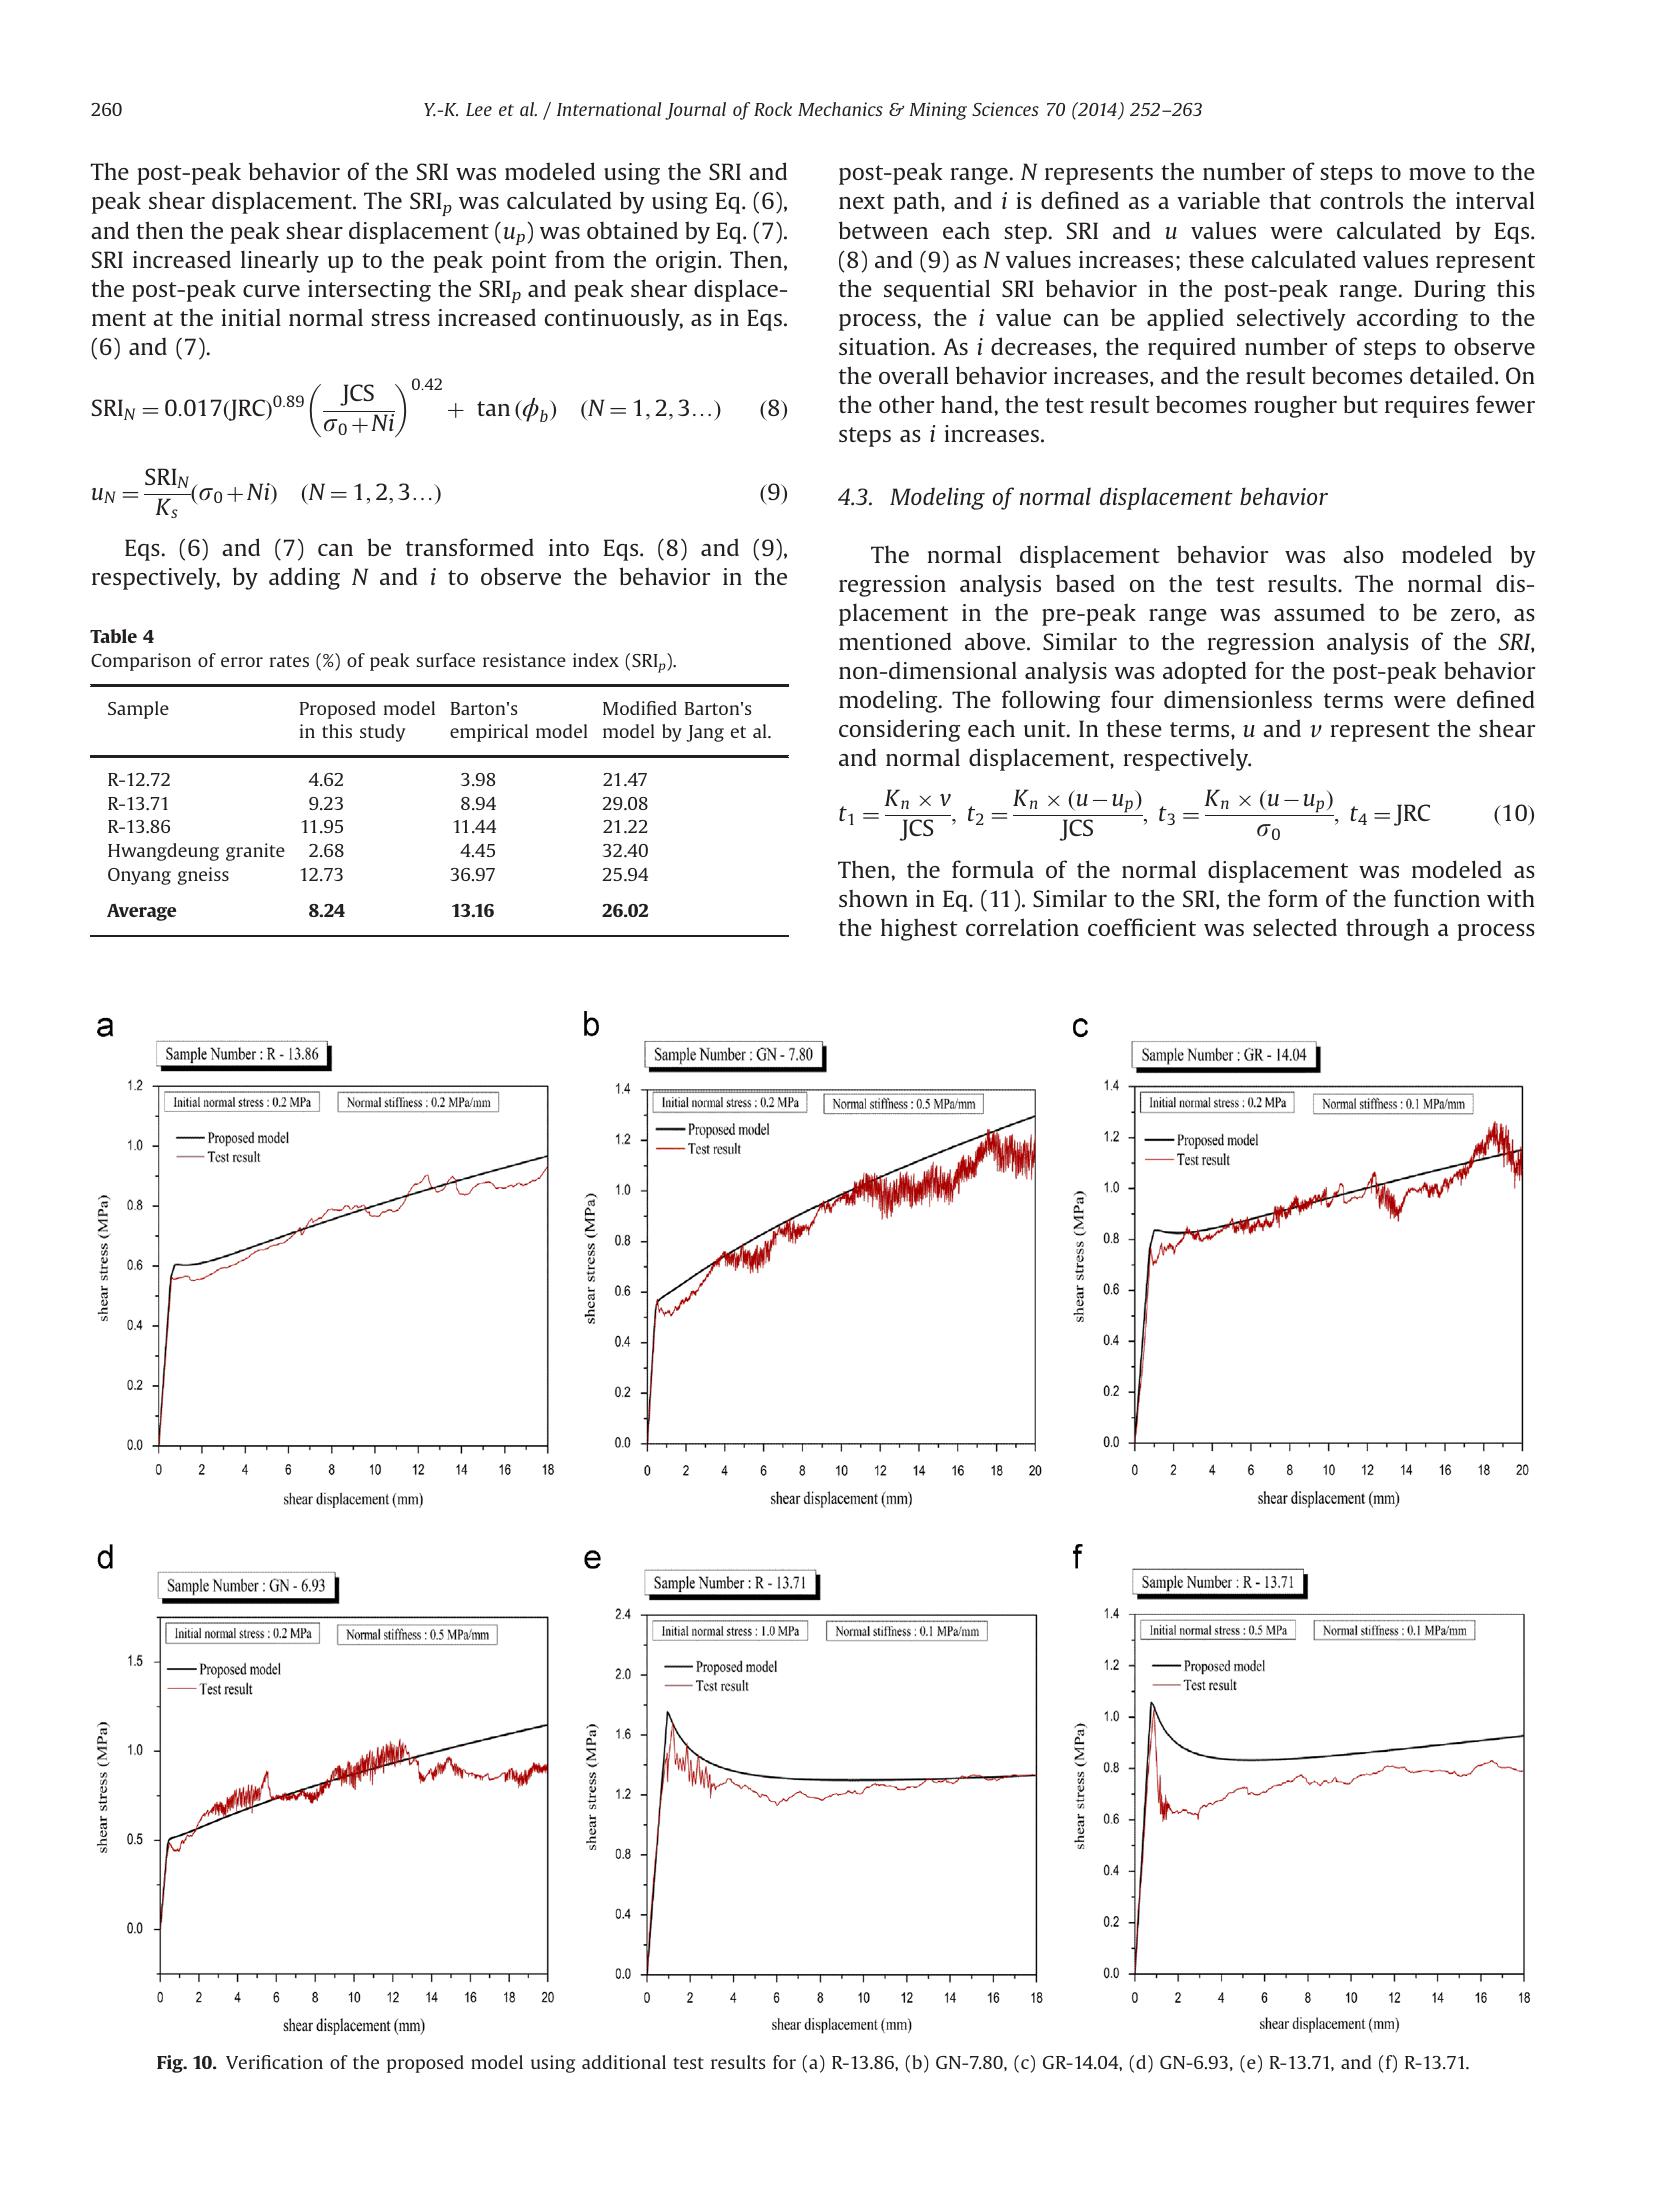 260
Y.-K. Lee et al. / International Journal of Rock Mechanics & Mining Sciences 70 (2014) 252–263
The post-peak behavior of the SRI was modeled using the SRI and
peak shear displacement. The SRIp was calculated by using Eq. (6),
and then the peak shear displacement (up) was obtained by Eq. (7).
SRI increased linearly up to the peak point from the origin. Then,
the post-peak curve intersecting the SRIp and peak shear displace-
ment at the initial normal stress increased continuously, as in Eqs.
(6) and (7).
SRI_N = 0.017(JRC)^0.89 (JCS/(σ0+Ni))^0.42 + tan(ϕb) (N = 1, 2, 3…) (8)
u_N = SRI_N/K_s (σ0+Ni) (N = 1, 2, 3…) (9)
Eqs. (6) and (7) can be transformed into Eqs. (8) and (9),
respectively, by adding N and i to observe the behavior in the
Table 4
Comparison of error rates (%) of peak surface resistance index (SRIp).
Sample Proposed model in this study Barton's empirical model Modified Barton's model by Jang et al.
R-12.72 4.62 3.98 21.47
R-13.71 9.23 8.94 29.08
R-13.86 11.95 11.44 21.22
Hwangdeung granite 2.68 4.45 32.40
Onyang gneiss 12.73 36.97 25.94
Average 8.24 13.16 26.02
post-peak range. N represents the number of steps to move to the
next path, and i is defined as a variable that controls the interval
between each step. SRI and u values were calculated by Eqs.
(8) and (9) as N values increases; these calculated values represent
the sequential SRI behavior in the post-peak range. During this
process, the i value can be applied selectively according to the
situation. As i decreases, the required number of steps to observe
the overall behavior increases, and the result becomes detailed. On
the other hand, the test result becomes rougher but requires fewer
steps as i increases.
4.3. Modeling of normal displacement behavior
The normal displacement behavior was also modeled by
regression analysis based on the test results. The normal dis-
placement in the pre-peak range was assumed to be zero, as
mentioned above. Similar to the regression analysis of the SRI,
non-dimensional analysis was adopted for the post-peak behavior
modeling. The following four dimensionless terms were defined
considering each unit. In these terms, u and v represent the shear
and normal displacement, respectively.
t1 = Kn × v/JCS, t2 = Kn × (u−up)/JCS, t3 = Kn × (u−up)/σ0, t4 = JRC (10)
Then, the formula of the normal displacement was modeled as
shown in Eq. (11). Similar to the SRI, the form of the function with
the highest correlation coefficient was selected through a process
a
Sample Number : R - 13.86
Initial normal stress : 0.2 MPa Normal stiffness : 0.2 MPa/mm
Proposed model
Test result
shear stress (MPa)
1.2
1.0
0.8
0.6
0.4
0.2
0.0
0 2 4 6 8 10 12 14 16 18
shear displacement (mm)
b
Sample Number : GN - 7.80
Initial normal stress : 0.2 MPa Normal stiffness : 0.5 MPa/mm
Proposed model
Test result
shear stress (MPa)
1.4
1.2
1.0
0.8
0.6
0.4
0.2
0.0
0 2 4 6 8 10 12 14 16 18 20
shear displacement (mm)
c
Sample Number : GR - 14.04
Initial normal stress : 0.2 MPa Normal stiffness : 0.1 MPa/mm
Proposed model
Test result
shear stress (MPa)
1.4
1.2
1.0
0.8
0.6
0.4
0.2
0.0
0 2 4 6 8 10 12 14 16 18 20
shear displacement (mm)
d
Sample Number : GN - 6.93
Initial normal stress : 0.2 MPa Normal stiffness : 0.5 MPa/mm
Proposed model
Test result
shear stress (MPa)
1.5
1.0
0.5
0.0
0 2 4 6 8 10 12 14 16 18 20
shear displacement (mm)
e
Sample Number : R - 13.71
Initial normal stress : 1.0 MPa Normal stiffness : 0.1 MPa/mm
Proposed model
Test result
shear stress (MPa)
2.4
2.0
1.6
1.2
0.8
0.4
0.0
0 2 4 6 8 10 12 14 16 18
shear displacement (mm)
f
Sample Number : R - 13.71
Initial normal stress : 0.5 MPa Normal stiffness : 0.1 MPa/mm
Proposed model
Test result
shear stress (MPa)
1.4
1.2
1.0
0.8
0.6
0.4
0.2
0.0
0 2 4 6 8 10 12 14 16 18
shear displacement (mm)
Fig. 10. Verification of the proposed model using additional test results for (a) R-13.86, (b) GN-7.80, (c) GR-14.04, (d) GN-6.93, (e) R-13.71, and (f) R-13.71.